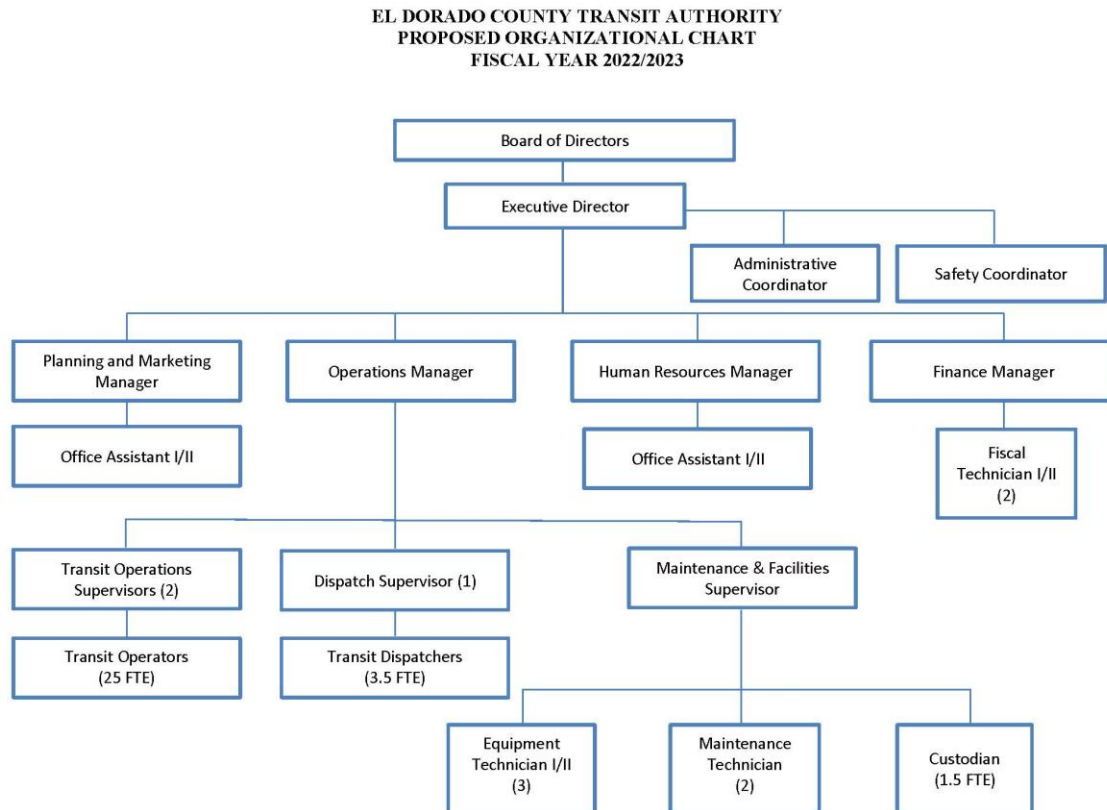 EL DORADO COUNTY TRANSIT AUTHORITY
PROPOSED ORGANIZATIONAL CHART
FISCAL YEAR 2022/2023
Board of Directors
Executive Director
Administrative
Coordinator
Safety Coordinator
Planning and Marketing
Manager
Operations Manager
Human Resources Manager
Finance Manager
Office Assistant I/II
Office Assistant I/II
Fiscal
Technician I/II
(2)
Transit Operations
Supervisors (2)
Dispatch Supervisor (1)
Maintenance & Facilities
Supervisor
Transit Operators
(25 FTE)
Transit Dispatchers
(3.5 FTE)
Equipment
Technician I/II
(3)
Maintenance
Technician
(2)
Custodian
(1.5 FTE)